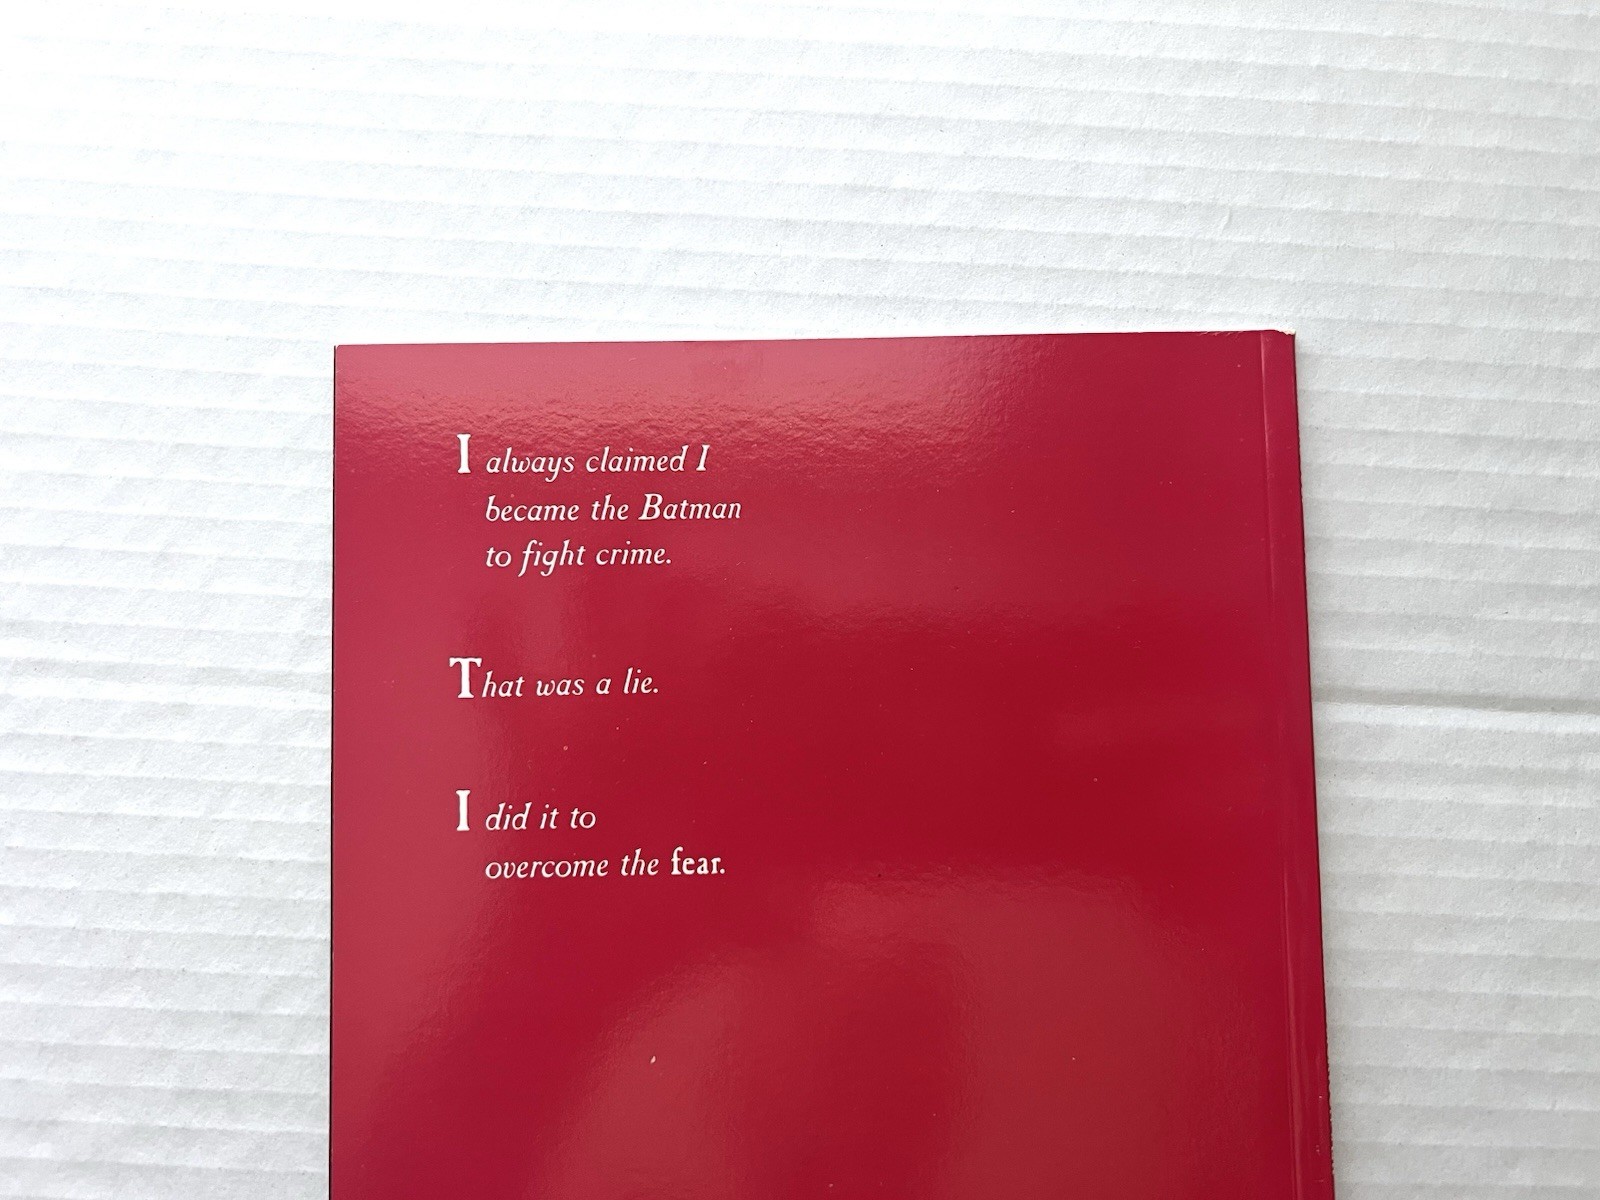 I always claimed I
became the Batman
to fight crime.
That was a lie.
I did it to
overcome the fear.